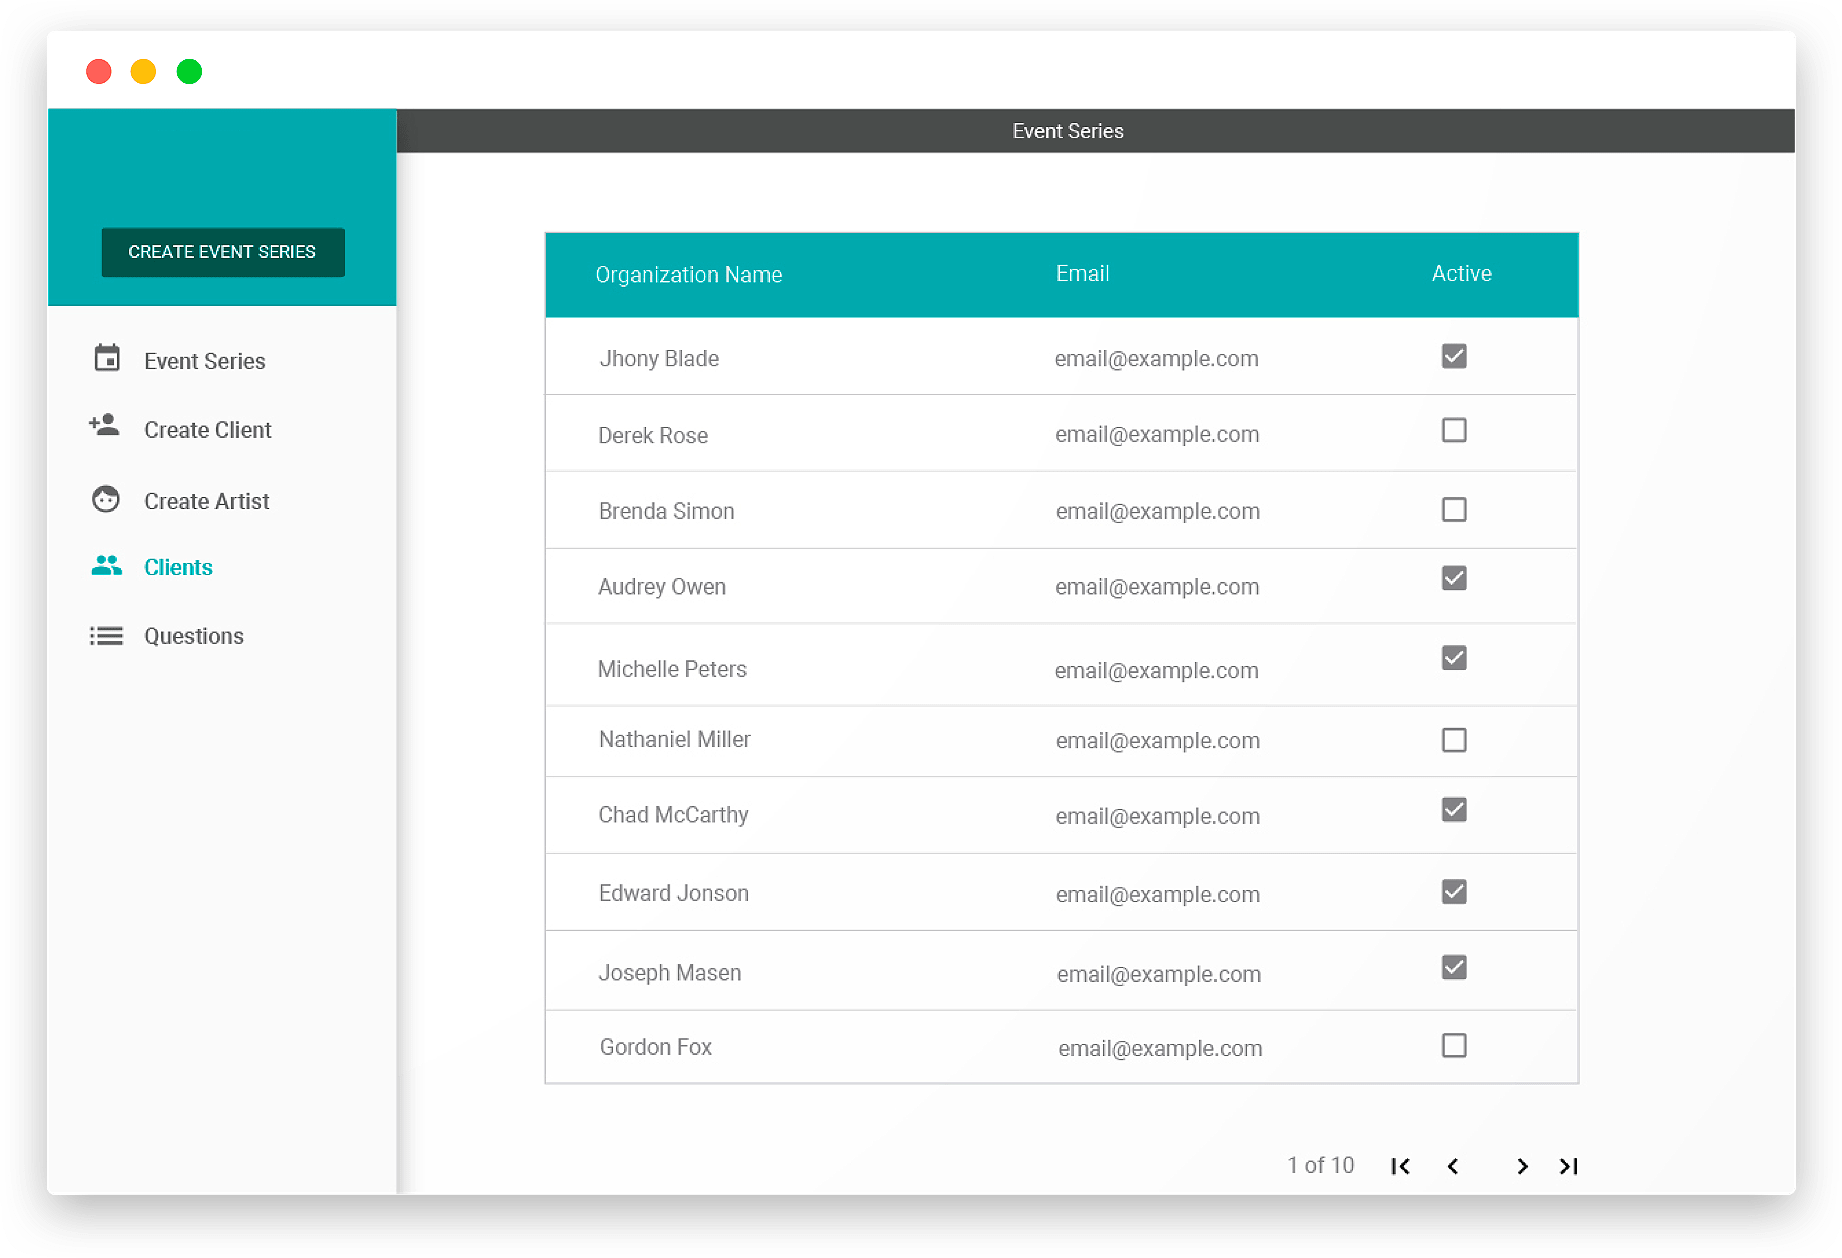 Event Series
CREATE EVENT SERIES
Event Series
Create Client
Create Artist
Clients
Questions
Organization Name Email Active
Jhony Blade email@example.com
Derek Rose email@example.com
Brenda Simon email@example.com
Audrey Owen email@example.com
Michelle Peters email@example.com
Nathaniel Miller email@example.com
Chad McCarthy email@example.com
Edward Jonson email@example.com
Joseph Masen email@example.com
Gordon Fox email@example.com
1 of 10